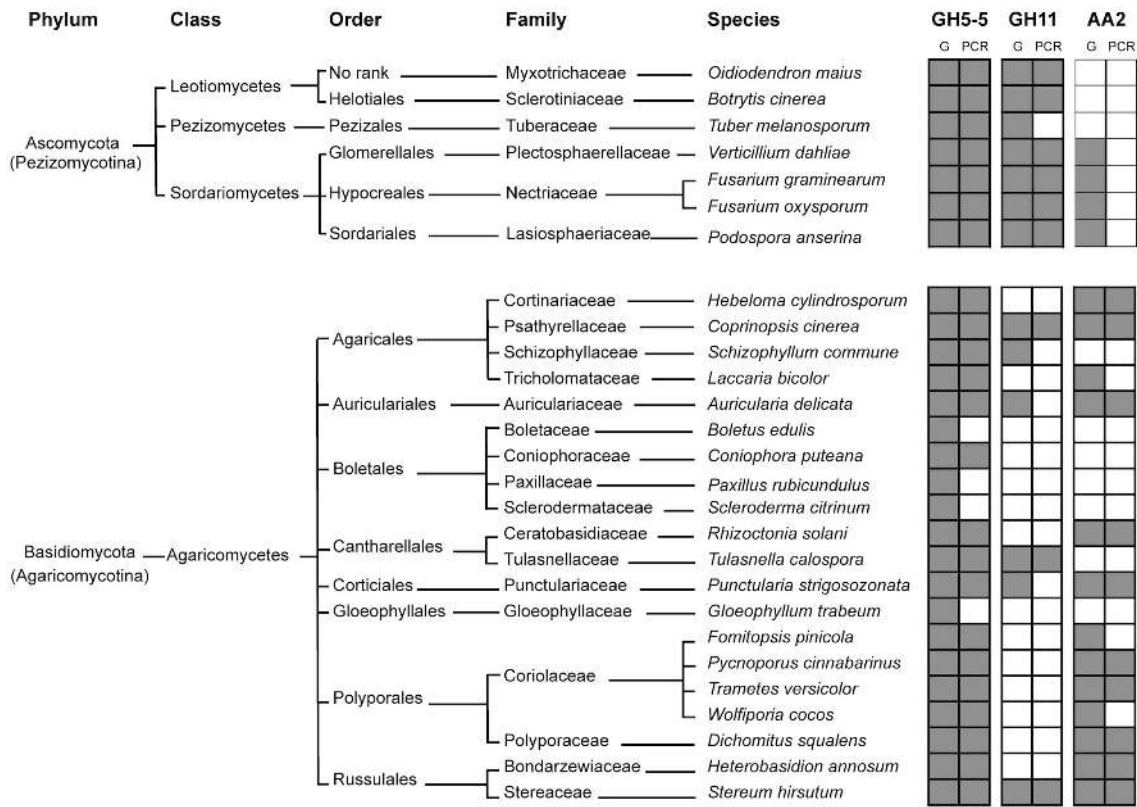 Phylum Class Order Family Species GH5-5 GH11 AA2
G PCR G PCR G PCR
No rank Myxotrichaceae Oidiodendron maius
Leotiomycetes
Helotiales Sclerotiniaceae Botrytis cinerea
Pezizomycetes Pezizales Tuberaceae Tuber melanosporum
Ascomycota
(Pezizomycotina)
Glomerellales Plectosphaerellaceae Verticillium dahliae
Fusarium graminearum
Sordariomycetes Hypocreales Nectriaceae
Fusarium oxysporum
Sordariales Lasiosphaeriaceae Podospora anserina
Cortinariaceae Hebeloma cylindrosporum
Psathyrellaceae Coprinopsis cinerea
Agaricales
Schizophyllaceae Schizophyllum commune
Tricholomataceae Laccaria bicolor
Auriculariales Auriculariaceae Auricularia delicata
Boletaceae Boletus edulis
Coniophoraceae Coniophora puteana
Boletales
Paxillaceae Paxillus rubicundulus
Sclerodermataceae Scleroderma citrinum
Ceratobasidiaceae Rhizoctonia solani
Cantharellales
Basidiomycota Agaricomycetes
(Agaricomycotina)
Tulasnellaceae Tulasnella calospora
Corticiales Punctulariaceae Punctularia strigosozonata
Gloeophyllales Gloeophyllaceae Gloeophyllum trabeum
Fomitopsis pinicola
Pycnoporus cinnabarinus
Coriolaceae
Trametes versicolor
Polyporales
Wolfiporia cocos
Polyporaceae Dichomitus squalens
Bondarzewiaceae Heterobasidion annosum
Russulales
Stereaceae Stereum hirsutum